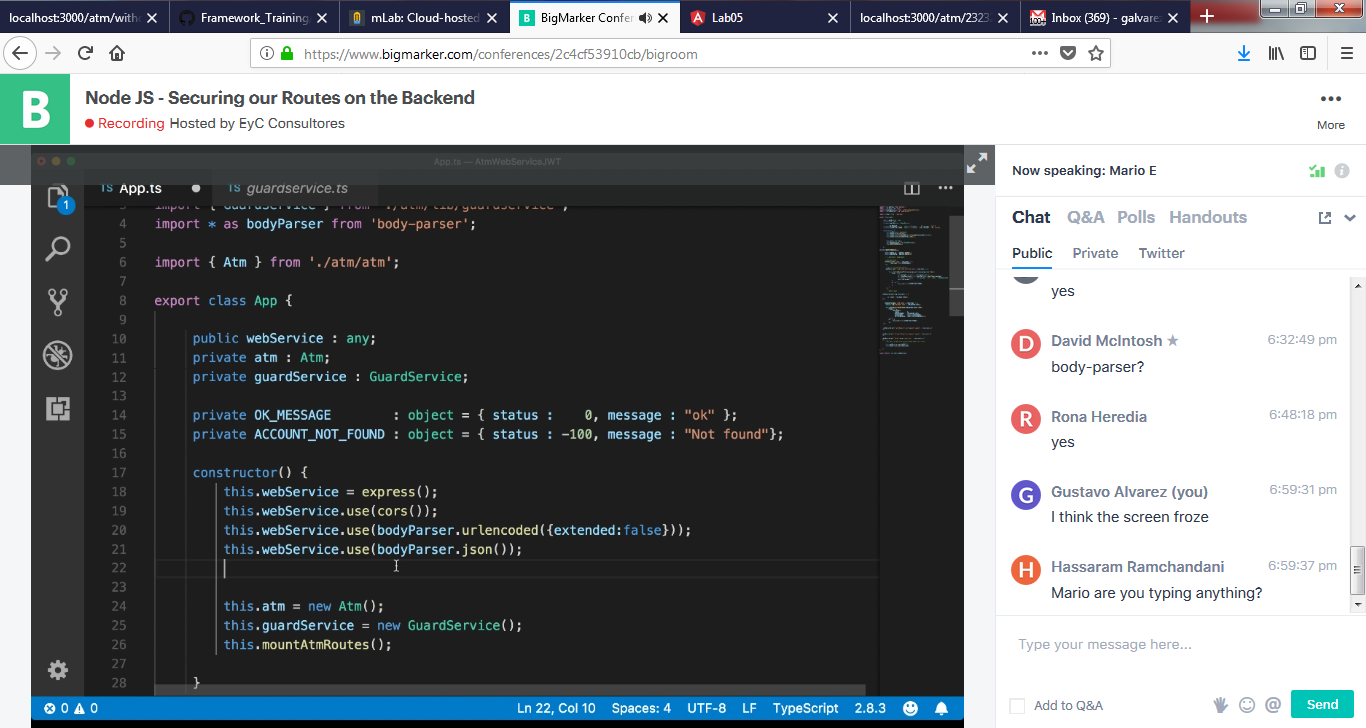 localhost:3000/atm/with
Framework_Training
mLab: Cloud-hosted
BigMarker Confer
Lab05
localhost:3000/atm/2323
Inbox (369) - galvare
https://www.bigmarker.com/conferences/2c4cf53910cb/bigroom
B
Node JS - Securing our Routes on the Backend
Recording Hosted by EyC Consultores
More
App.ts — AtmWebServiceJWT
TS App.ts
TS guardservice.ts
1
3 import { GuardService } from './atm/lib/guardservice';
4 import * as bodyParser from 'body-parser';
5
6 import { Atm } from './atm/atm';
7
8 export class App {
9
10 public webService : any;
11 private atm : Atm;
12 private guardService : GuardService;
13
14 private OK_MESSAGE : object = { status : 0, message : "ok" };
15 private ACCOUNT_NOT_FOUND : object = { status : -100, message : "Not found"};
16
17 constructor() {
18 this.webService = express();
19 this.webService.use(cors());
20 this.webService.use(bodyParser.urlencoded({extended:false}));
21 this.webService.use(bodyParser.json());
22
23
24 this.atm = new Atm();
25 this.guardService = new GuardService();
26 this.mountAtmRoutes();
27
28 }
0 0
Ln 22, Col 10 Spaces: 4 UTF-8 LF TypeScript 2.8.3
Now speaking: Mario E
Chat Q&A Polls Handouts
Public Private Twitter
yes
D
David McIntosh 6:32:49 pm
body-parser?
R
Rona Heredia 6:48:18 pm
yes
G
Gustavo Alvarez (you) 6:59:31 pm
I think the screen froze
H
Hassaram Ramchandani 6:59:37 pm
Mario are you typing anything?
Type your message here...
Add to Q&A
@
Send